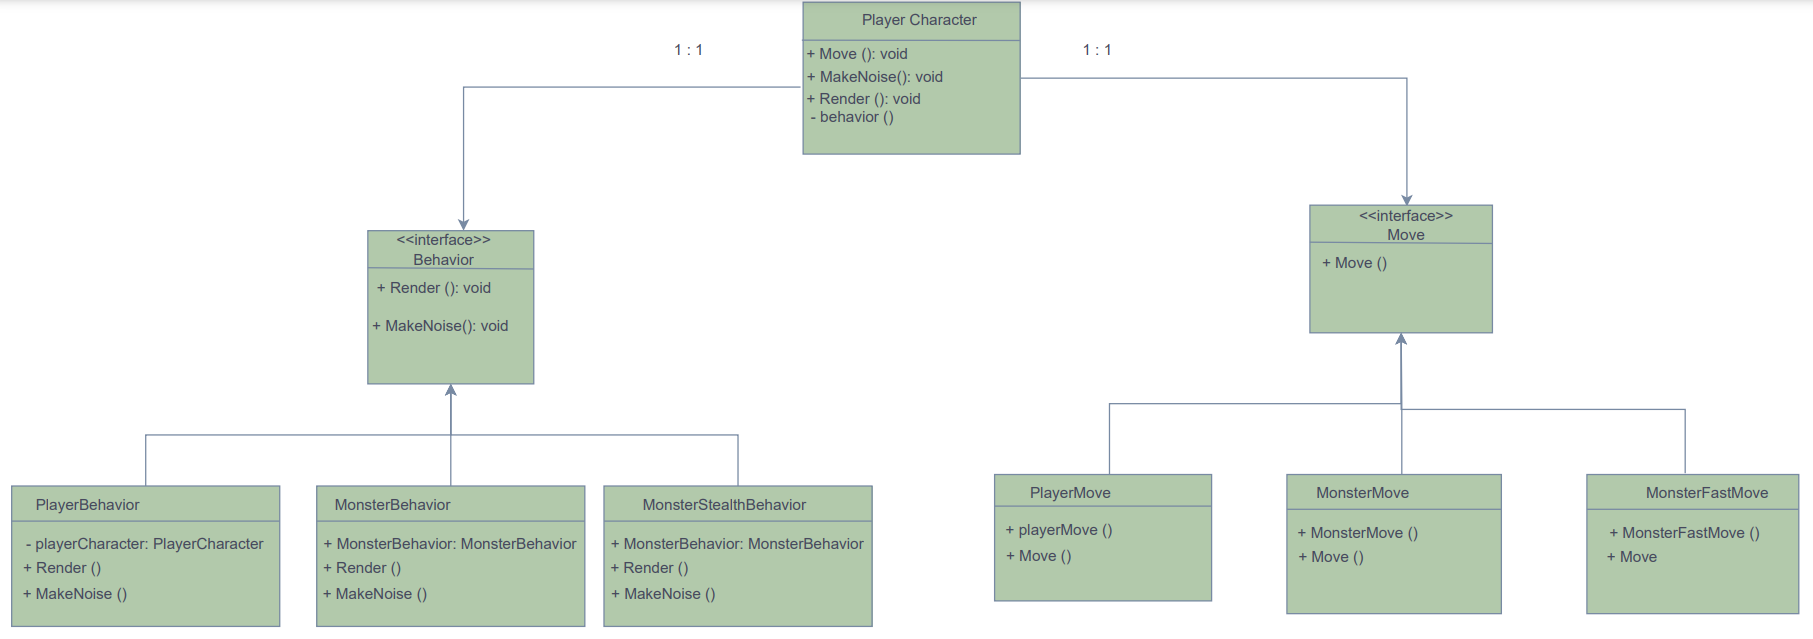 Player Character
1 : 1
1 : 1
+ Move (): void
+ MakeNoise(): void
+ Render (): void
- behavior ()
<<interface>>
Behavior
+ Render (): void
+ MakeNoise(): void
<<interface>>
Move
+ Move ()
PlayerBehavior
- playerCharacter: PlayerCharacter
+ Render ()
+ MakeNoise ()
MonsterBehavior
+ MonsterBehavior: MonsterBehavior
+ Render ()
+ MakeNoise ()
MonsterStealthBehavior
+ MonsterBehavior: MonsterBehavior
+ Render ()
+ MakeNoise ()
PlayerMove
+ playerMove ()
+ Move ()
MonsterMove
+ MonsterMove ()
+ Move ()
MonsterFastMove
+ MonsterFastMove ()
+ Move